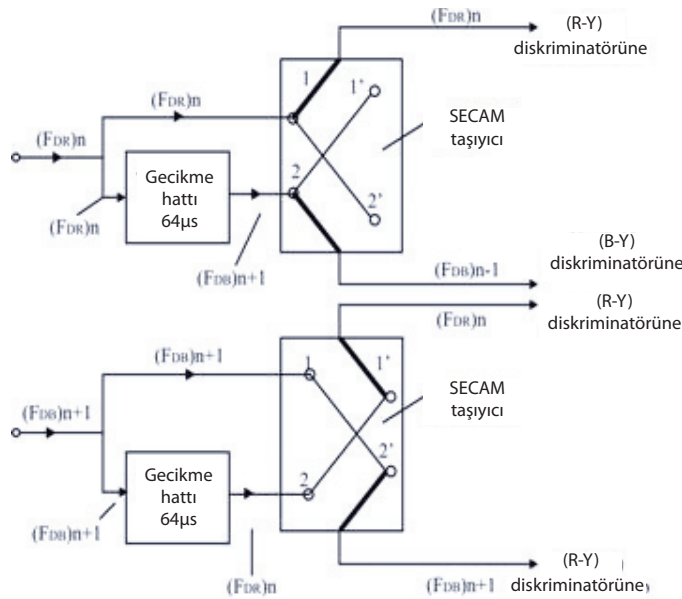 (FDR)n
(R-Y)
diskriminatörüne
1
1'
(FDR)n
(FDR)n
SECAM
taşıyıcı
Gecikme
hattı
64μs
2
2'
(FDR)n
(FDB)n+1
(B-Y)
diskriminatörüne
(FDB)n-1
(R-Y)
diskriminatörüne
(FDR)n
(FDB)n+1
1
1'
SECAM
taşıyıcı
(FDB)n+1
2'
Gecikme
hattı
64μs
2
(FDB)n+1
(FDR)n
(R-Y)
diskriminatörüne
(FDB)n+1